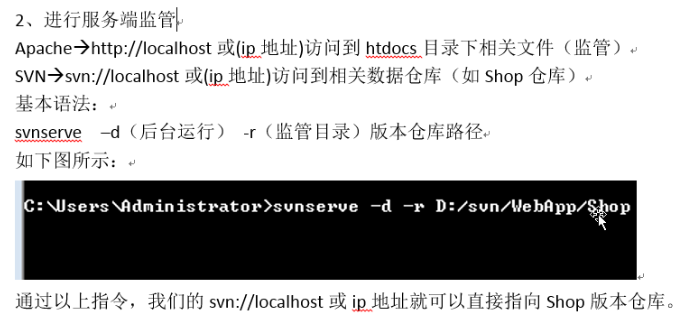 2、进行服务端监管
Apache→http://localhost 或(ip 地址)访问到 htdocs 目录下相关文件（监管）
SVN→svn://localhost 或(ip 地址)访问到相关数据仓库（如 Shop 仓库）
基本语法：
svnserve –d（后台运行） -r（监管目录）版本仓库路径
如下图所示：
C:\Users\Administrator>svnserve -d -r D:/svn/WebApp/Shop
通过以上指令，我们的 svn://localhost 或 ip 地址就可以直接指向 Shop 版本仓库。